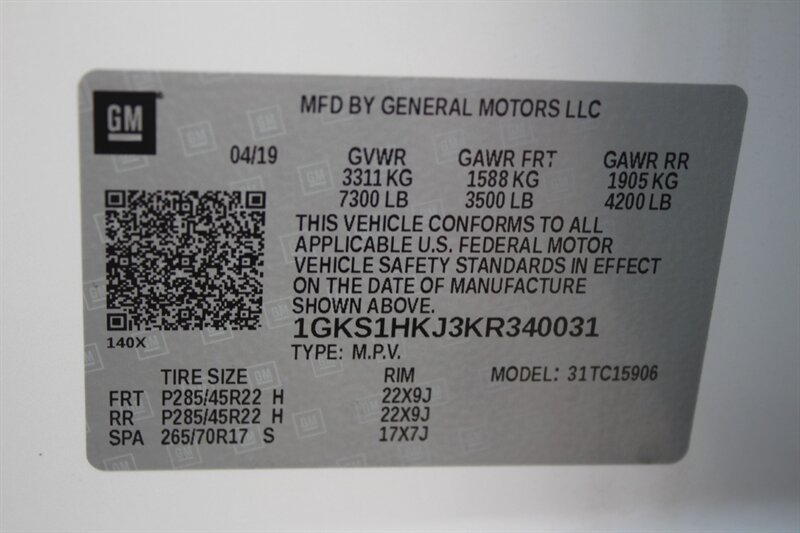 GM
MFD BY GENERAL MOTORS LLC
04/19 GVWR GAWR FRT GAWR RR
3311 KG 1588 KG 1905 KG
7300 LB 3500 LB 4200 LB
THIS VEHICLE CONFORMS TO ALL
APPLICABLE U.S. FEDERAL MOTOR
VEHICLE SAFETY STANDARDS IN EFFECT
ON THE DATE OF MANUFACTURE
SHOWN ABOVE.
1GKS1HKJ3KR340031
140X
TYPE: M.P.V.
TIRE SIZE RIM MODEL: 31TC15906
FRT P285/45R22 H 22X9J
RR P285/45R22 H 22X9J
SPA 265/70R17 S 17X7J